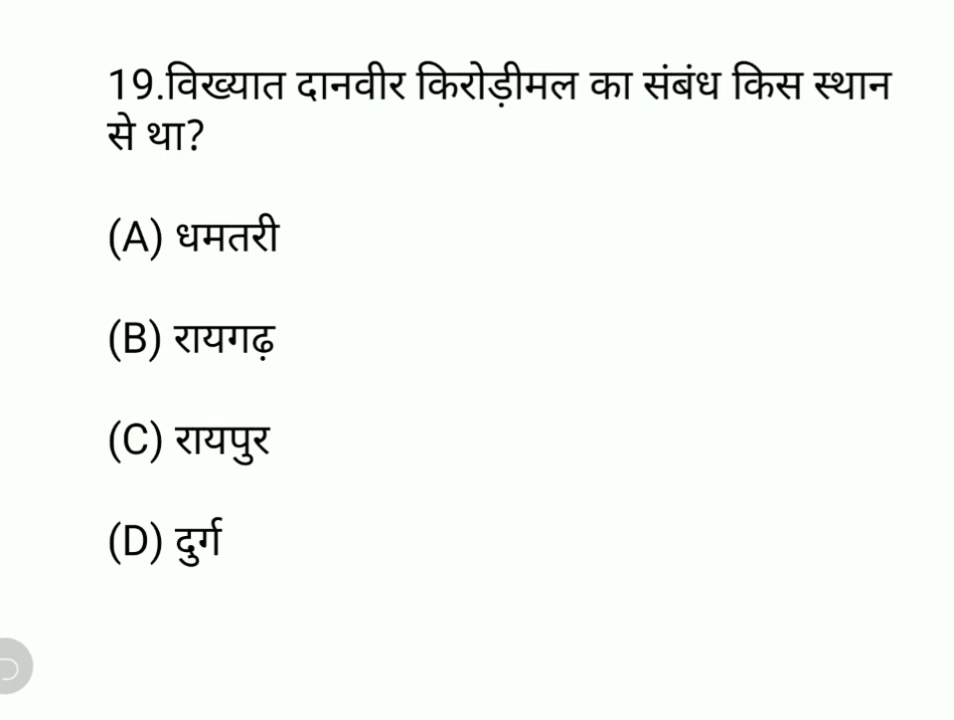 19.विख्यात दानवीर किरोड़ीमल का संबंध किस स्थान
से था?
(A) धमतरी
(B) रायगढ़
(C) रायपुर
(D) दुर्ग